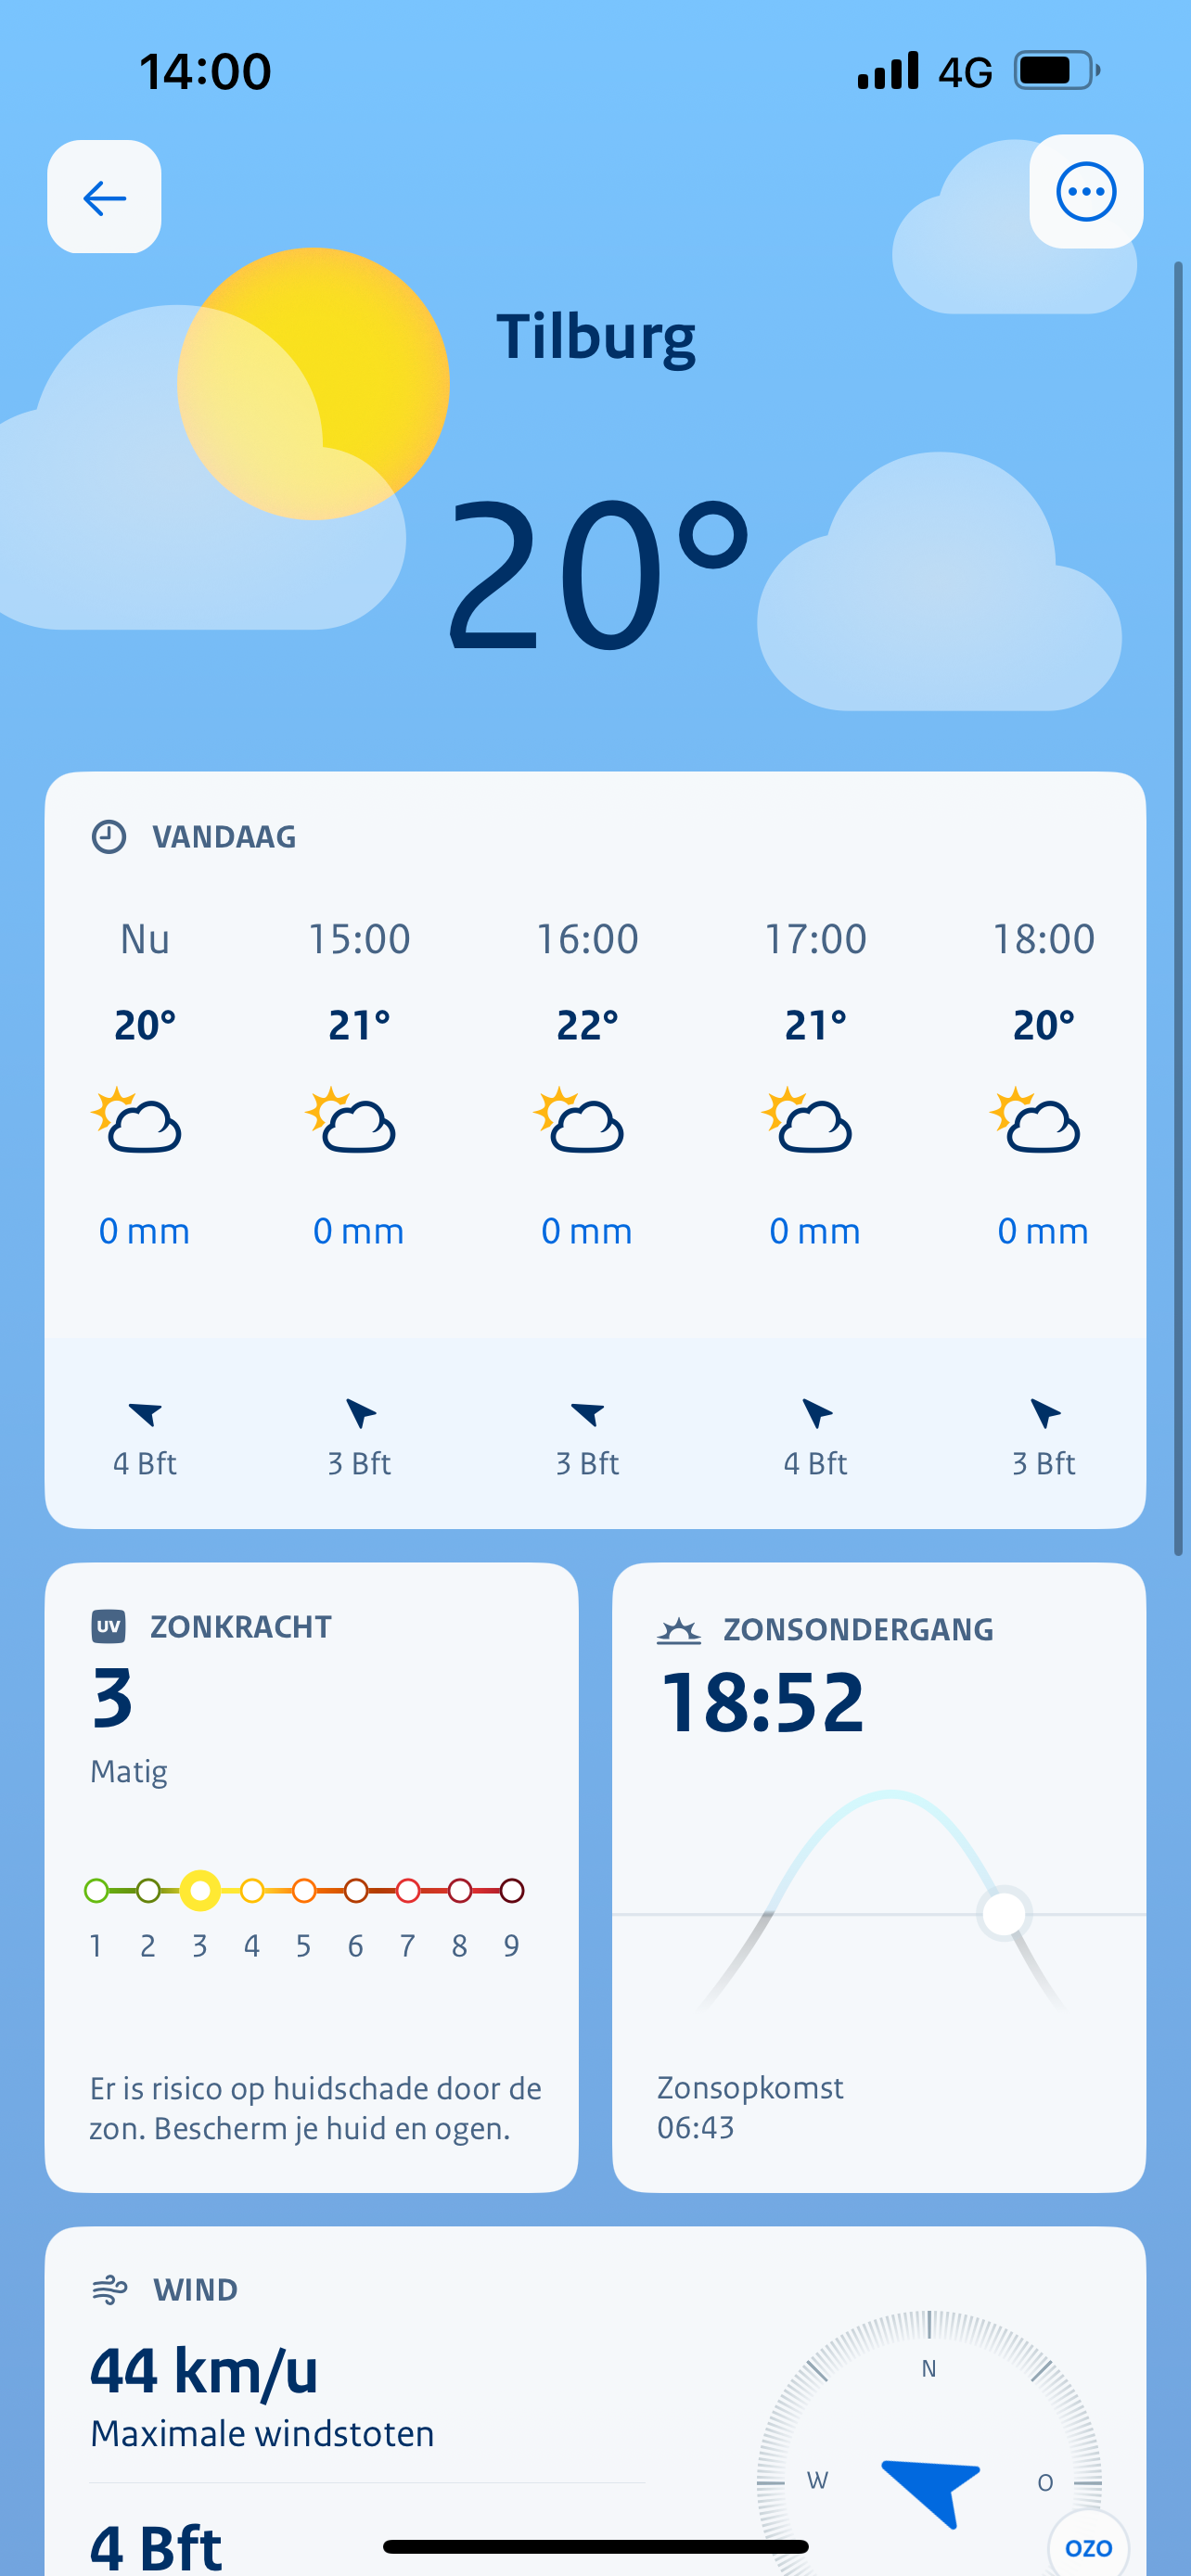 14:00 4G
Tilburg
20°
VANDAAG
Nu 15:00 16:00 17:00 18:00
20° 21° 22° 21° 20°
0 mm 0 mm 0 mm 0 mm 0 mm
4 Bft 3 Bft 3 Bft 4 Bft 3 Bft
UV ZONKRACHT
3
Matig
1 2 3 4 5 6 7 8 9
Er is risico op huidschade door de
zon. Bescherm je huid en ogen.
ZONSONDERGANG
18:52
Zonsopkomst
06:43
WIND
44 km/u
Maximale windstoten
4 Bft
N
W O
OZO